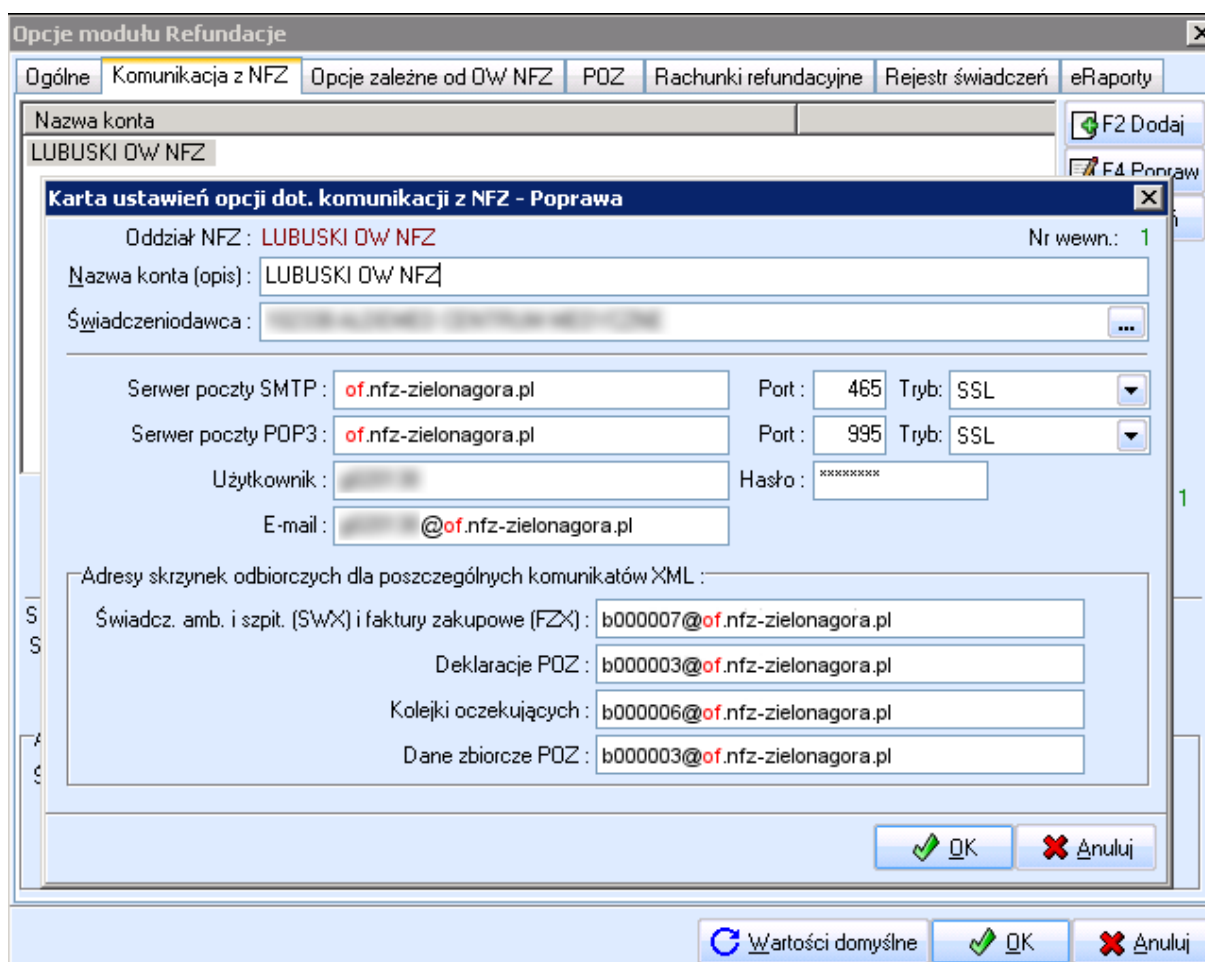 Opcje modułu Refundacje
Ogólne Komunikacja z NFZ Opcje zależne od OW NFZ POZ Rachunki refundacyjne Rejestr świadczeń eRaporty
Nazwa konta
F2 Dodaj
LUBUSKI OW NFZ
F4 Popraw
Karta ustawień opcji dot. komunikacji z NFZ - Poprawa
Oddział NFZ : LUBUSKI OW NFZ Nr wewn.: 1
Nazwa konta (opis) : LUBUSKI OW NFZ
Świadczeniodawca : ...
Serwer poczty SMTP : of.nfz-zielonagora.pl Port : 465 Tryb: SSL
Serwer poczty POP3 : of.nfz-zielonagora.pl Port : 995 Tryb: SSL
Użytkownik : Hasło : ********
1
E-mail : @of.nfz-zielonagora.pl
Adresy skrzynek odbiorczych dla poszczególnych komunikatów XML :
Świadcz. amb. i szpit. (SWX) i faktury zakupowe (FZX) : b000007@of.nfz-zielonagora.pl
Deklaracje POZ : b000003@of.nfz-zielonagora.pl
Kolejki oczekujących : b000006@of.nfz-zielonagora.pl
Dane zbiorcze POZ : b000003@of.nfz-zielonagora.pl
OK Anuluj
Wartości domyślne OK Anuluj